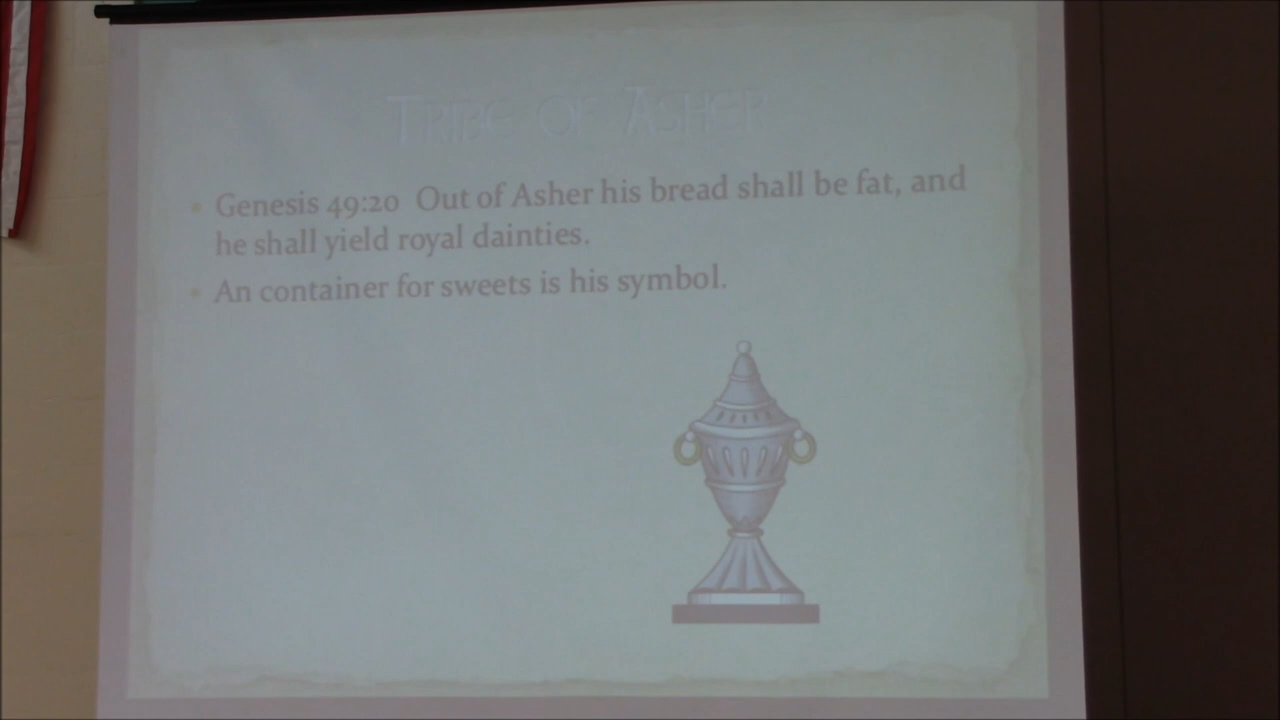 Tribe of Asher
Genesis 49:20 Out of Asher his bread shall be fat, and
he shall yield royal dainties.
An container for sweets is his symbol.